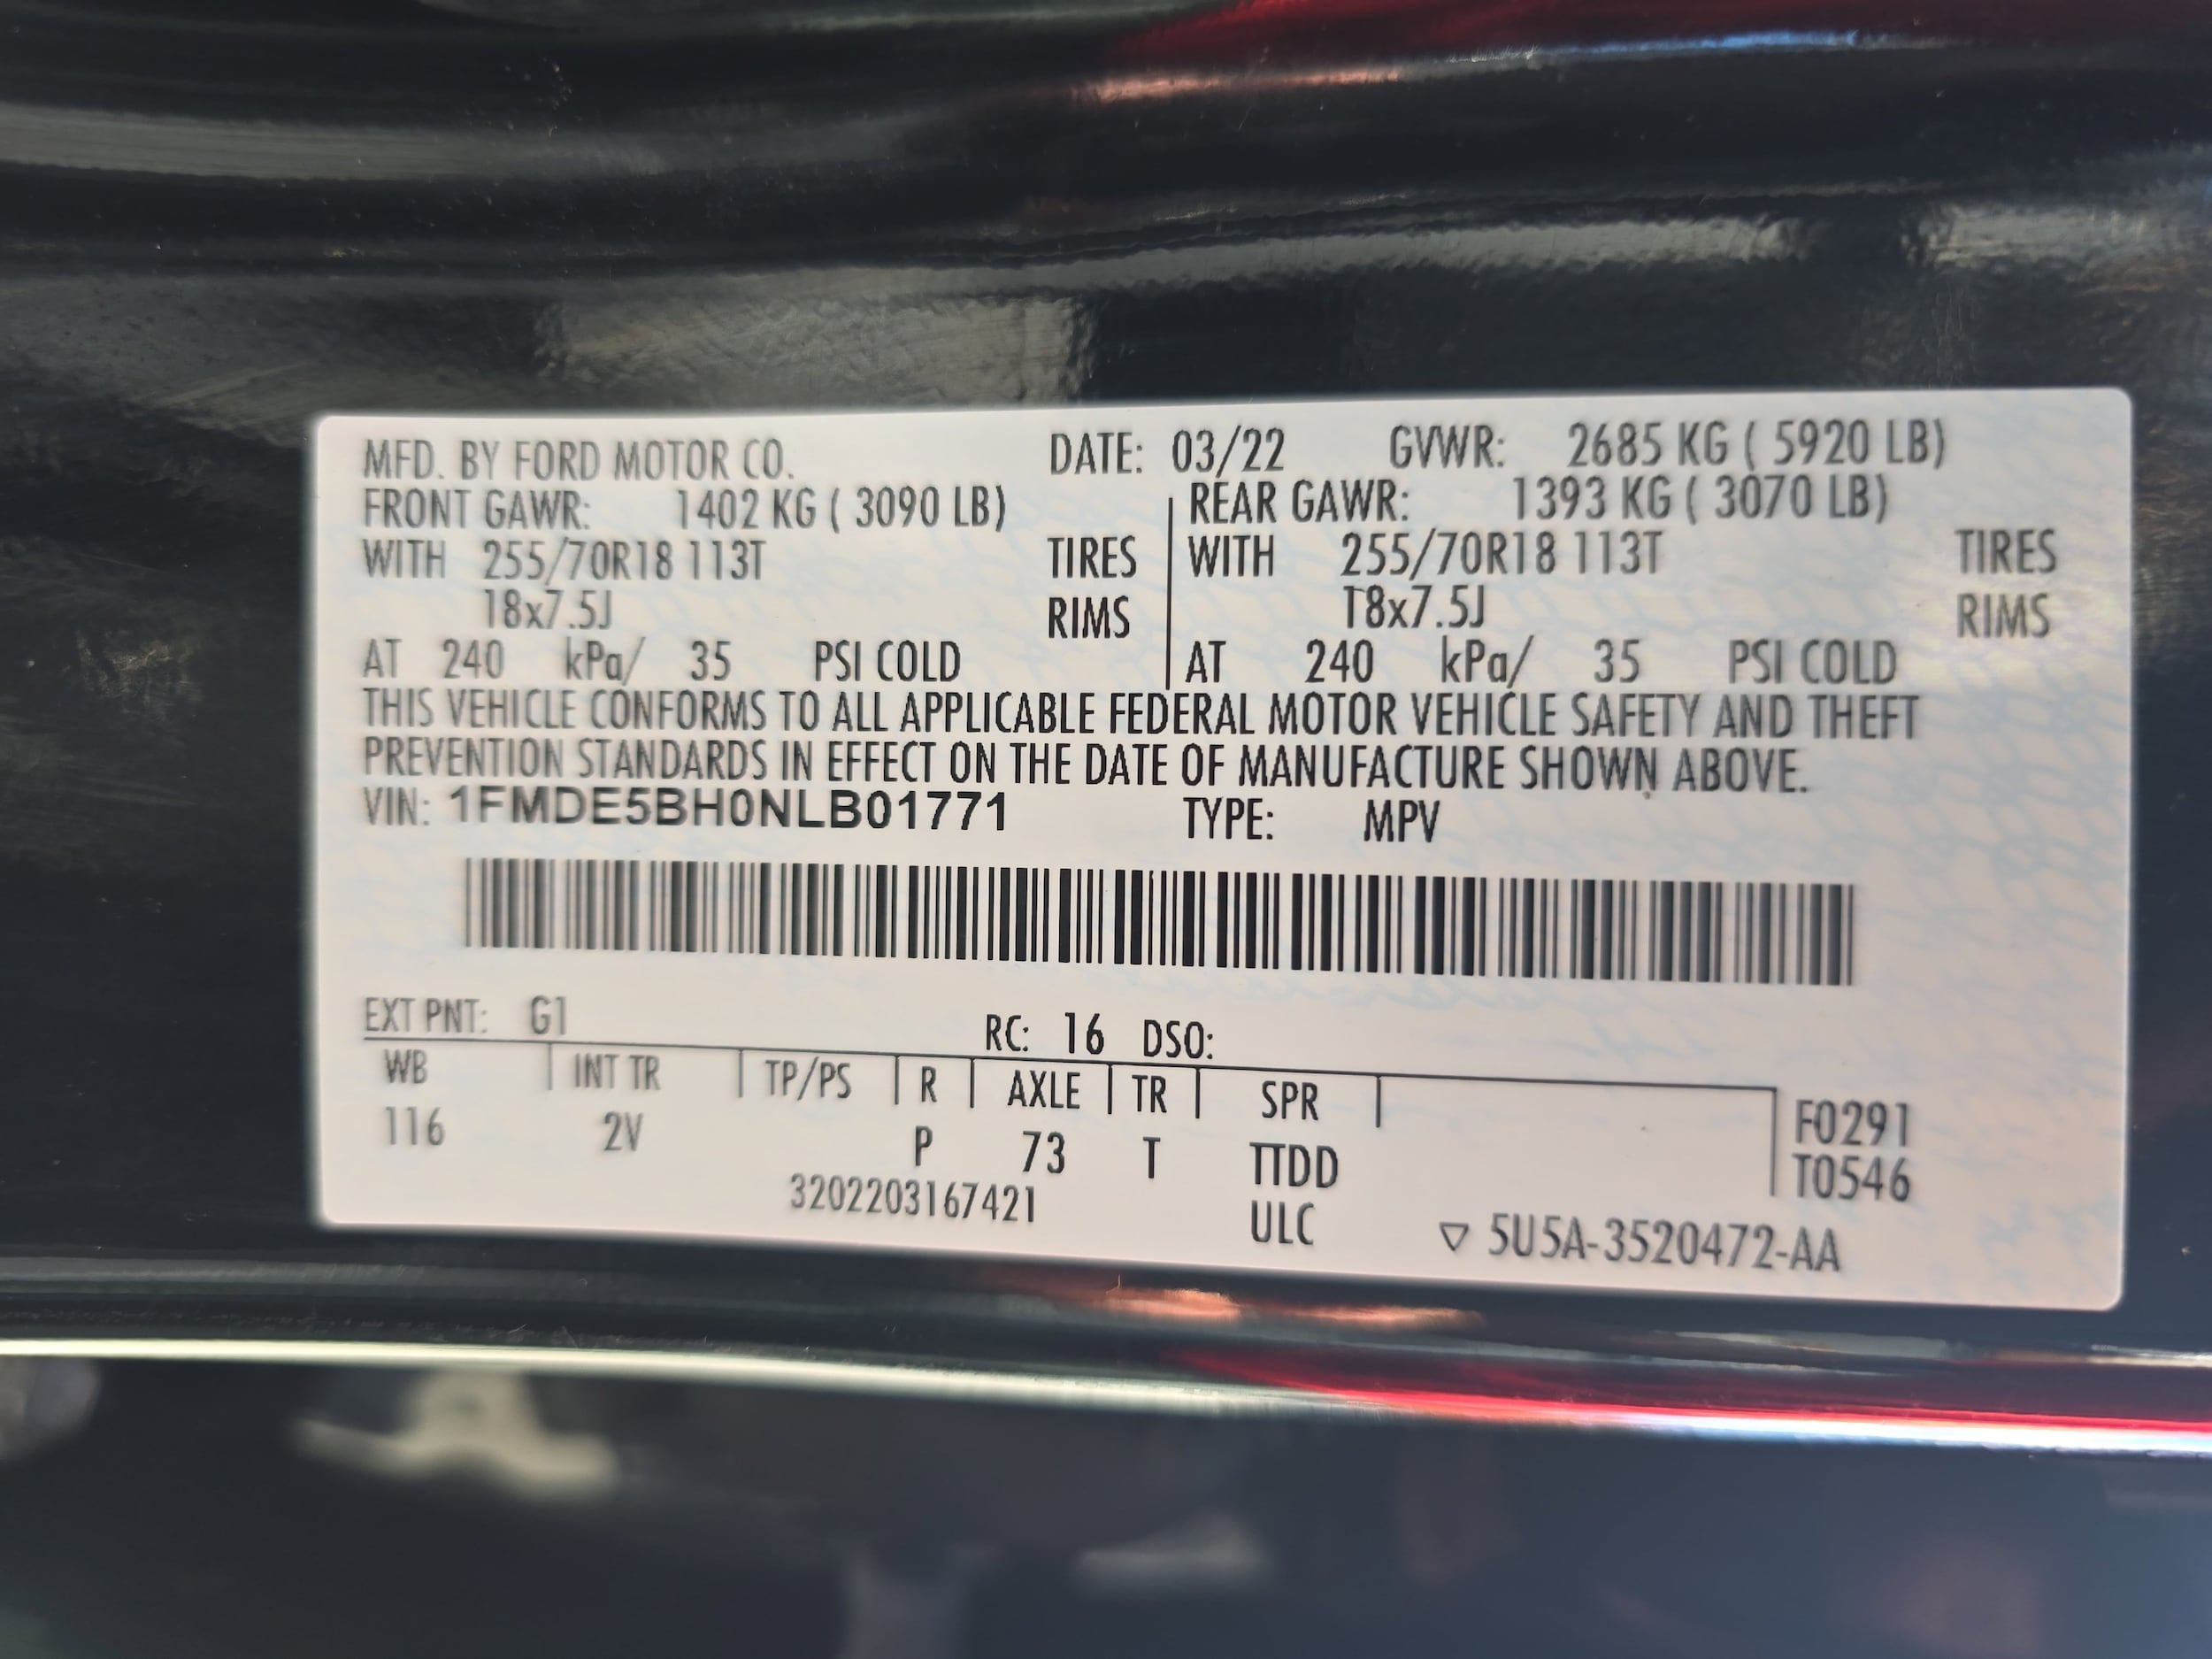 MFD. BY FORD MOTOR CO. DATE: 03/22 GVWR: 2685 KG ( 5920 LB)
FRONT GAWR: 1402 KG ( 3090 LB) REAR GAWR: 1393 KG ( 3070 LB)
WITH 255/70R18 113T TIRES WITH 255/70R18 113T TIRES
18x7.5J RIMS 18x7.5J RIMS
AT 240 kPa/ 35 PSI COLD AT 240 kPa/ 35 PSI COLD
THIS VEHICLE CONFORMS TO ALL APPLICABLE FEDERAL MOTOR VEHICLE SAFETY AND THEFT
PREVENTION STANDARDS IN EFFECT ON THE DATE OF MANUFACTURE SHOWN ABOVE.
VIN: 1FMDE5BH0NLB01771 TYPE: MPV
EXT PNT: G1 RC: 16 DSO:
WB INT TR TP/PS R AXLE TR SPR F0291
116 2V P 73 T TTDD T0546
3202203167421 ULC ▽ 5U5A-3520472-AA